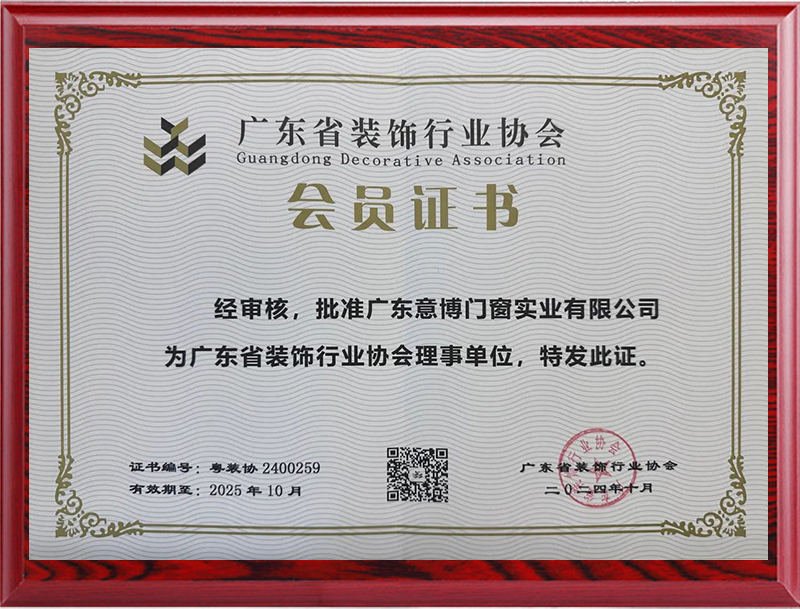 广东省装饰行业协会
Guangdong Decorative Association
会员证书
经审核，批准广东意博门窗实业有限公司
为广东省装饰行业协会理事单位，特发此证。
证书编号：粤装协 2400259
有效期至：2025 年 10 月
广东省装饰行业协会
二〇二四年十月